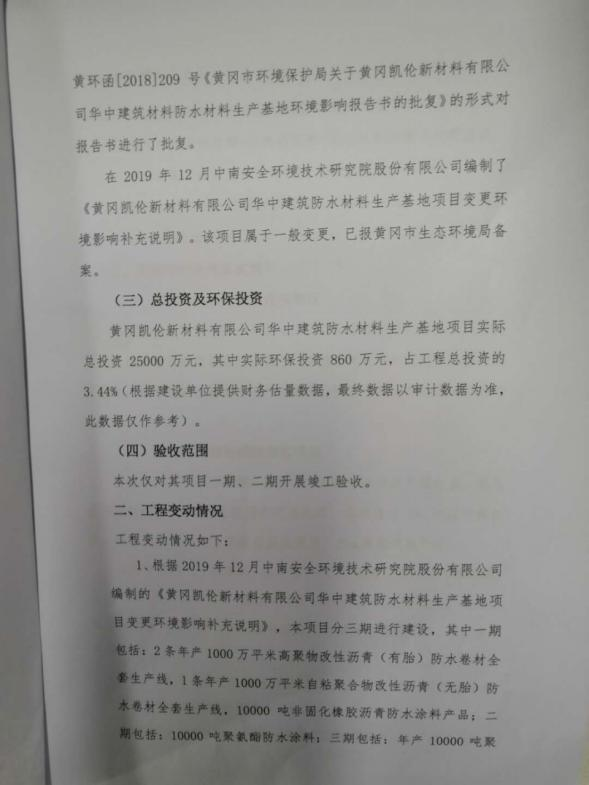 黄环函[2018]209 号《黄冈市环境保护局关于黄冈凯伦新材料有限公
司华中建筑材料防水材料生产基地环境影响报告书的批复》的形式对
报告书进行了批复。
在 2019 年 12 月中南安全环境技术研究院股份有限公司编制了
《黄冈凯伦新材料有限公司华中建筑防水材料生产基地项目变更环
境影响补充说明》。该项目属于一般变更，已报黄冈市生态环境局备
案。
（三）总投资及环保投资
黄冈凯伦新材料有限公司华中建筑防水材料生产基地项目实际
总投资 25000 万元，其中实际环保投资 860 万元，占工程总投资的
3.44%（根据建设单位提供财务估量数据，最终数据以审计数据为准，
此数据仅作参考）。
（四）验收范围
本次仅对其项目一期、二期开展竣工验收。
二、工程变动情况
工程变动情况如下：
1、根据 2019 年 12 月中南安全环境技术研究院股份有限公司
编制的《黄冈凯伦新材料有限公司华中建筑防水材料生产基地项
目变更环境影响补充说明》，本项目分三期进行建设，其中一期
包括：2 条年产 1000 万平米高聚物改性沥青（有胎）防水卷材全
套生产线，1 条年产 1000 万平米自粘聚合物改性沥青（无胎）防
水卷材全套生产线，10000 吨非固化橡胶沥青防水涂料产品；二
期包括：10000 吨聚氨酯防水涂料；三期包括：年产 10000 吨聚